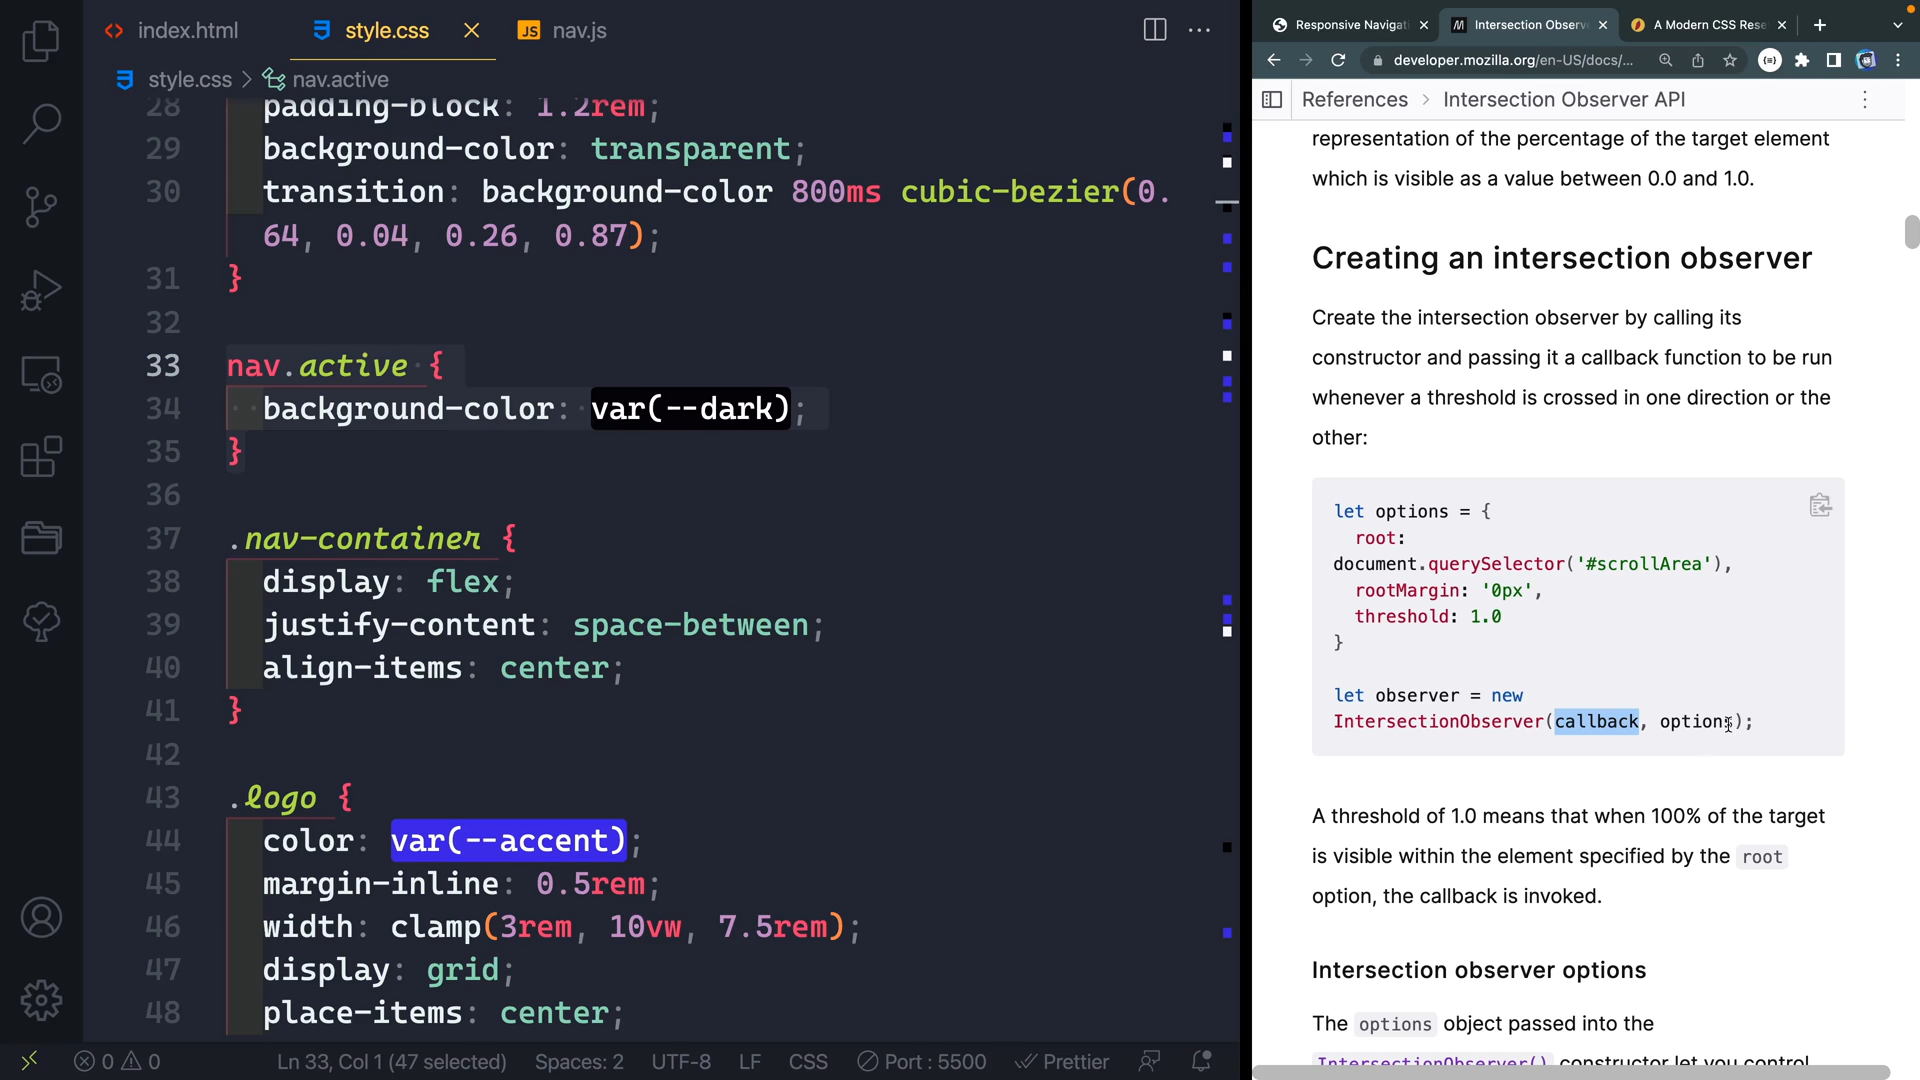 index.html
style.css
JS nav.js
style.css > nav.active
28 padding-block: 1.2rem;
29 background-color: transparent;
30 transition: background-color 800ms cubic-bezier(0.
64, 0.04, 0.26, 0.87);
31 }
32
33 nav.active {
34 background-color: var(--dark);
35 }
36
37 .nav-container {
38 display: flex;
39 justify-content: space-between;
40 align-items: center;
41 }
42
43 .logo {
44 color: var(--accent);
45 margin-inline: 0.5rem;
46 width: clamp(3rem, 10vw, 7.5rem);
47 display: grid;
48 place-items: center;
0 0 Ln 33, Col 1 (47 selected) Spaces: 2 UTF-8 LF CSS Port : 5500 Prettier
Responsive Navigati
Intersection Observe
A Modern CSS Rese
developer.mozilla.org/en-US/docs/...
References > Intersection Observer API
representation of the percentage of the target element
which is visible as a value between 0.0 and 1.0.
Creating an intersection observer
Create the intersection observer by calling its
constructor and passing it a callback function to be run
whenever a threshold is crossed in one direction or the
other:
let options = {
root:
document.querySelector('#scrollArea'),
rootMargin: '0px',
threshold: 1.0
}
let observer = new
IntersectionObserver(callback, options);
A threshold of 1.0 means that when 100% of the target
is visible within the element specified by the root
option, the callback is invoked.
Intersection observer options
The options object passed into the
IntersectionObserver() constructor let you control